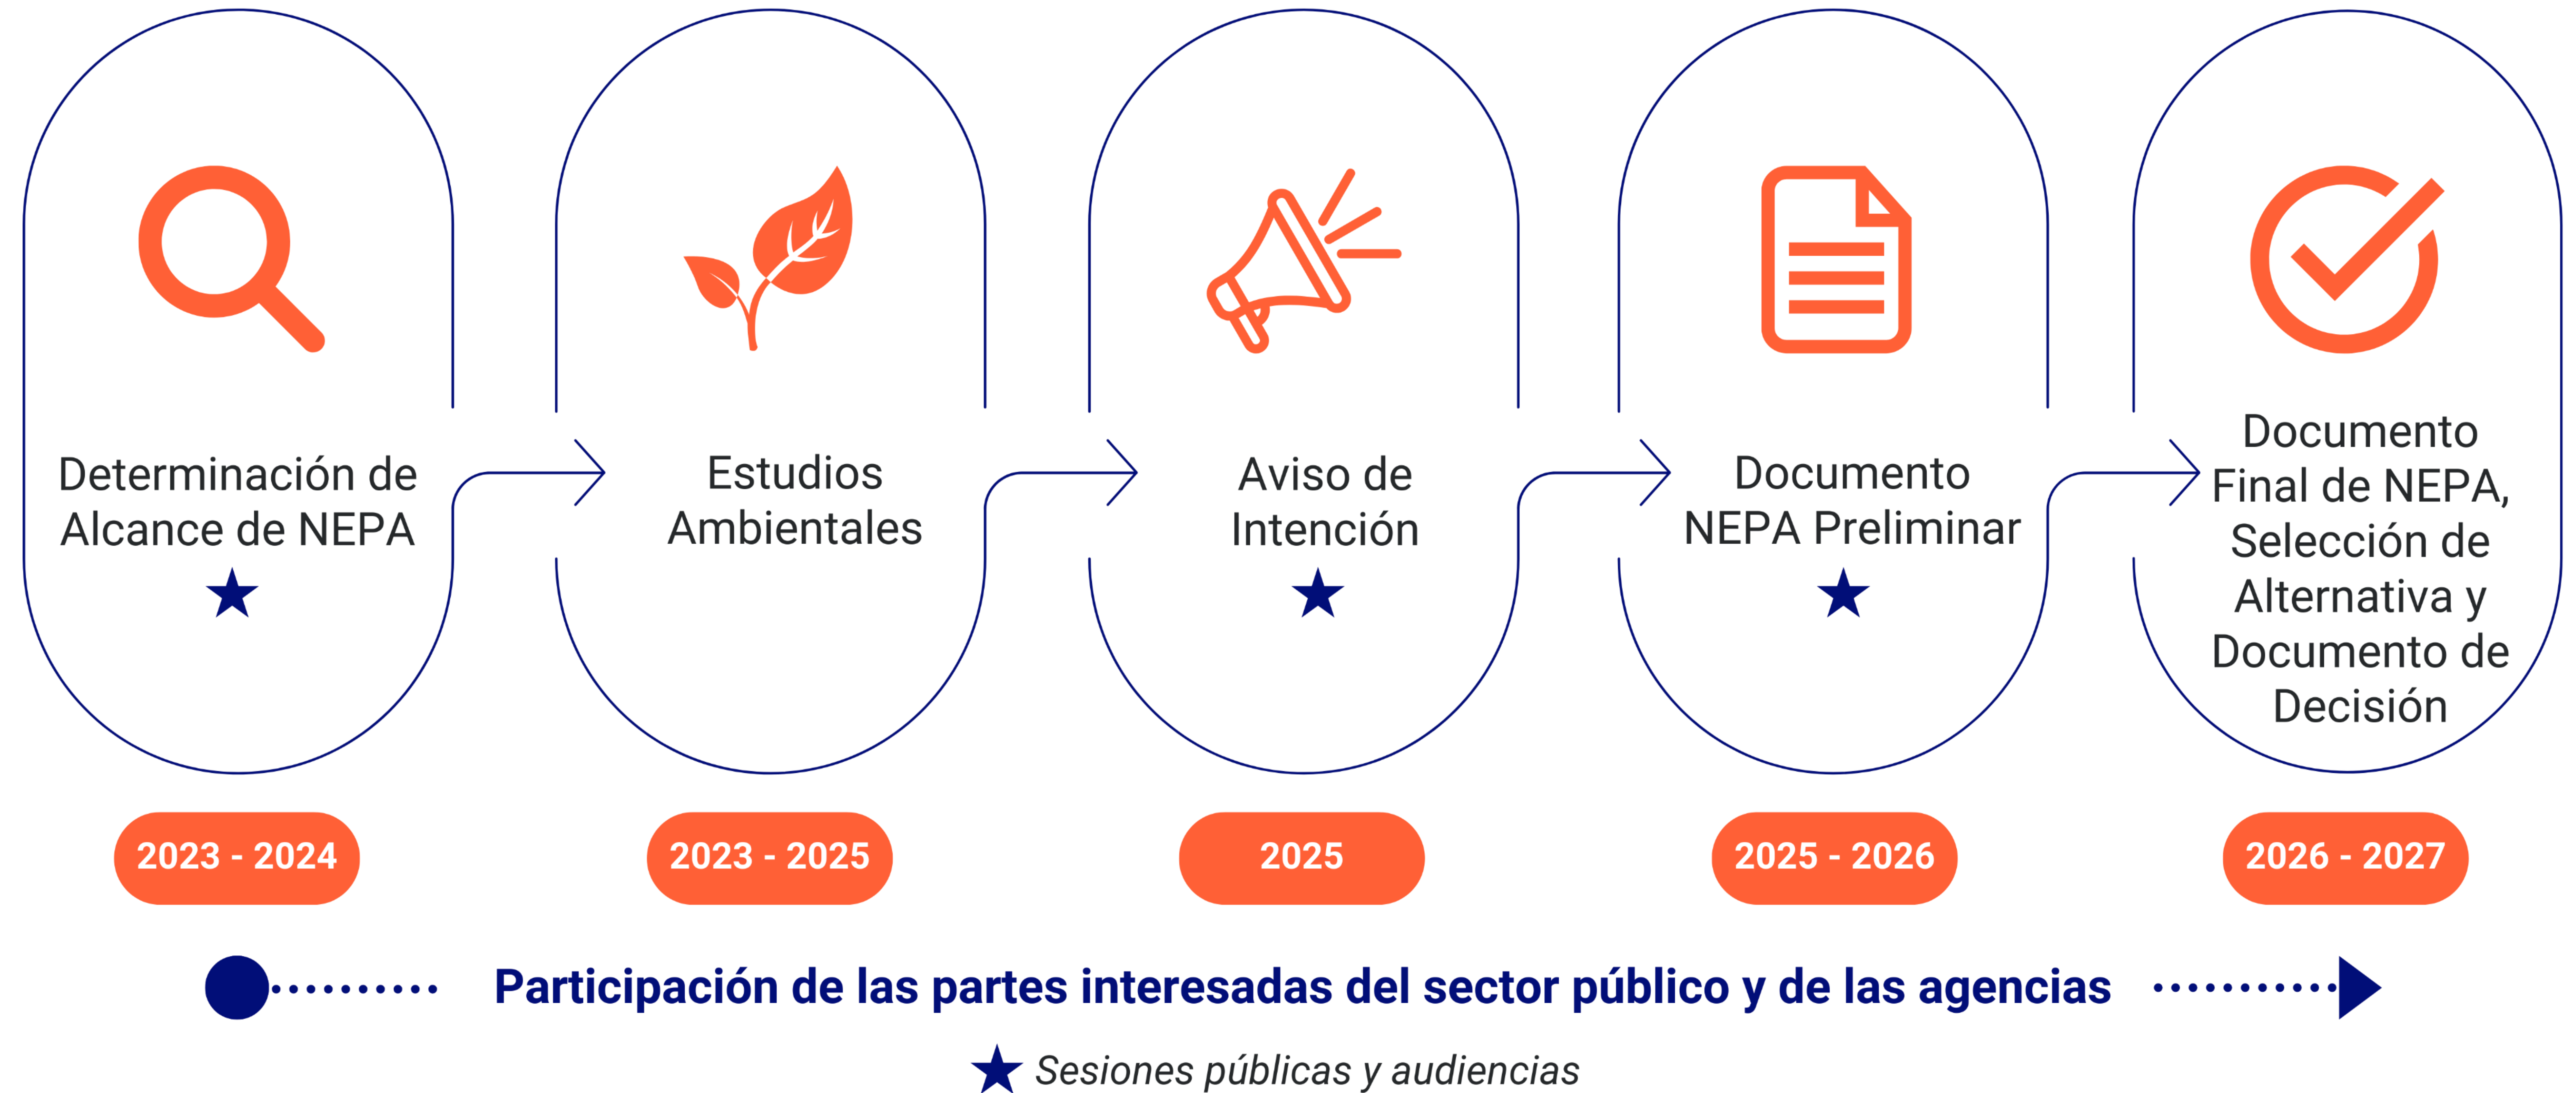 Determinación de
Alcance de NEPA
Estudios
Ambientales
Aviso de
Intención
Documento
NEPA Preliminar
Documento
Final de NEPA,
Selección de
Alternativa y
Documento de
Decisión
2023 - 2024
2023 - 2025
2025
2025 - 2026
2026 - 2027
Participación de las partes interesadas del sector público y de las agencias
Sesiones públicas y audiencias